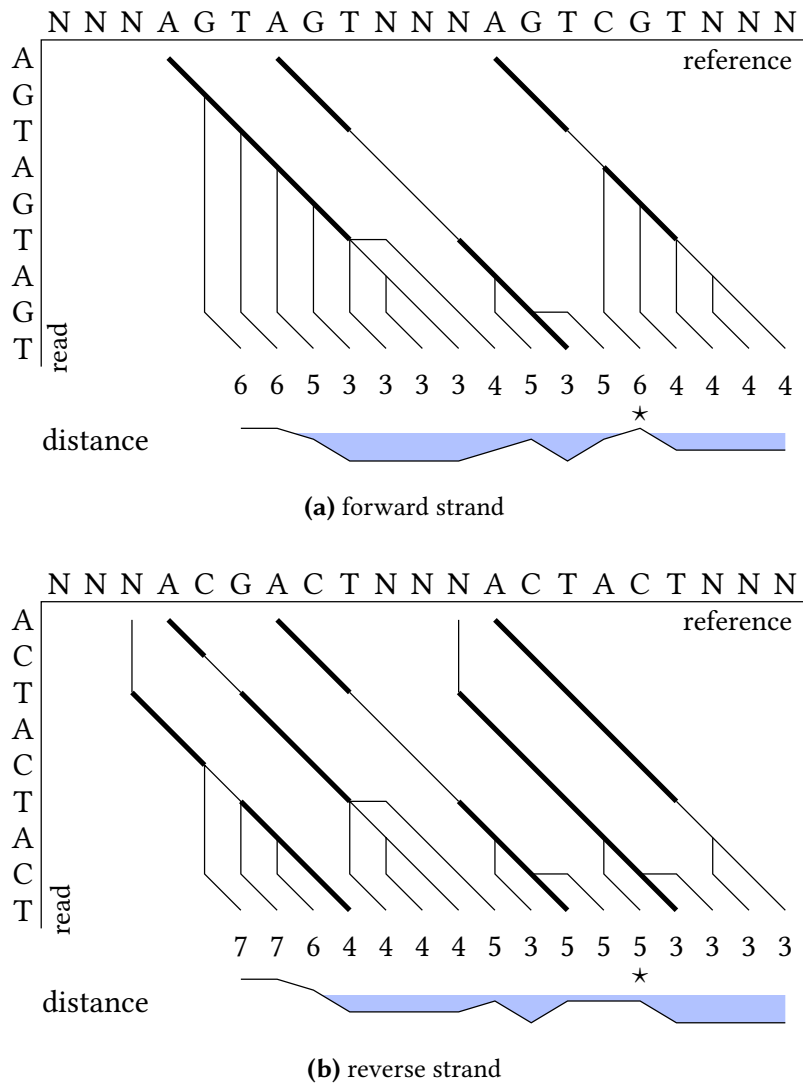 N N N A G T A G T N N N A G T C G T N N N
reference
A
G
T
A
G
T
A
G
T
read
6 6 5 3 3 3 3 4 5 3 5 6 4 4 4 4
★
distance
(a) forward strand
N N N A C G A C T N N N A C T A C T N N N
reference
A
C
T
A
C
T
A
C
T
read
7 7 6 4 4 4 4 5 3 5 5 5 3 3 3 3
★
distance
(b) reverse strand